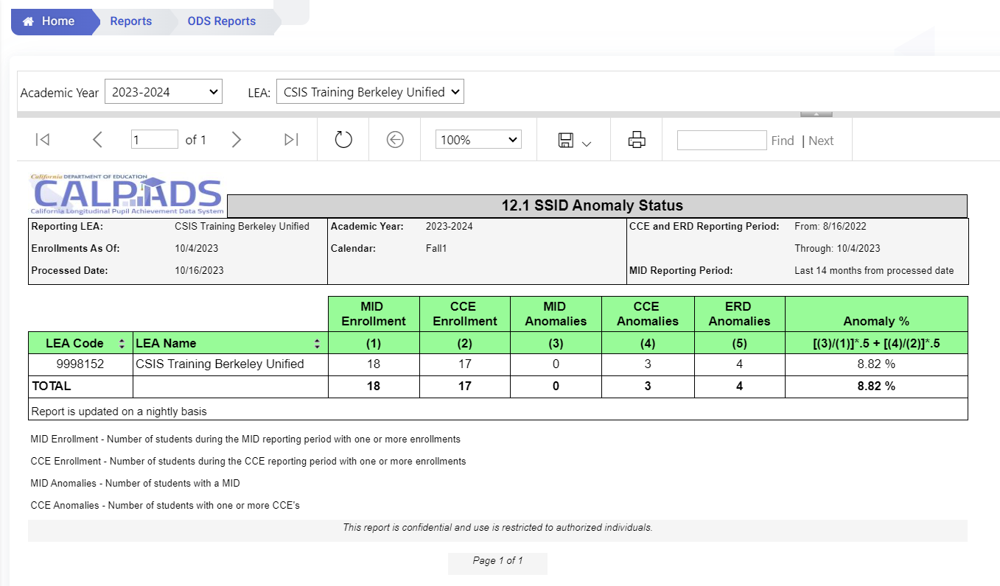 Home Reports ODS Reports
Academic Year 2023-2024 LEA: CSIS Training Berkeley Unified
1 of 1 100% Find | Next
California DEPARTMENT OF EDUCATION
CALPADS
California Longitudinal Pupil Achievement Data System
12.1 SSID Anomaly Status
Reporting LEA: CSIS Training Berkeley Unified Academic Year: 2023-2024 CCE and ERD Reporting Period: From: 8/16/2022
Enrollments As Of: 10/4/2023 Calendar: Fall1 Through: 10/4/2023
Processed Date: 10/16/2023 MID Reporting Period: Last 14 months from processed date
MID CCE MID CCE ERD
Enrollment Enrollment Anomalies Anomalies Anomalies Anomaly %
LEA Code LEA Name (1) (2) (3) (4) (5) [(3)/(1)]*.5 + [(4)/(2)]*.5
9998152 CSIS Training Berkeley Unified 18 17 0 3 4 8.82 %
TOTAL 18 17 0 3 4 8.82 %
Report is updated on a nightly basis
MID Enrollment - Number of students during the MID reporting period with one or more enrollments
CCE Enrollment - Number of students during the CCE reporting period with one or more enrollments
MID Anomalies - Number of students with a MID
CCE Anomalies - Number of students with one or more CCE's
This report is confidential and use is restricted to authorized individuals.
Page 1 of 1